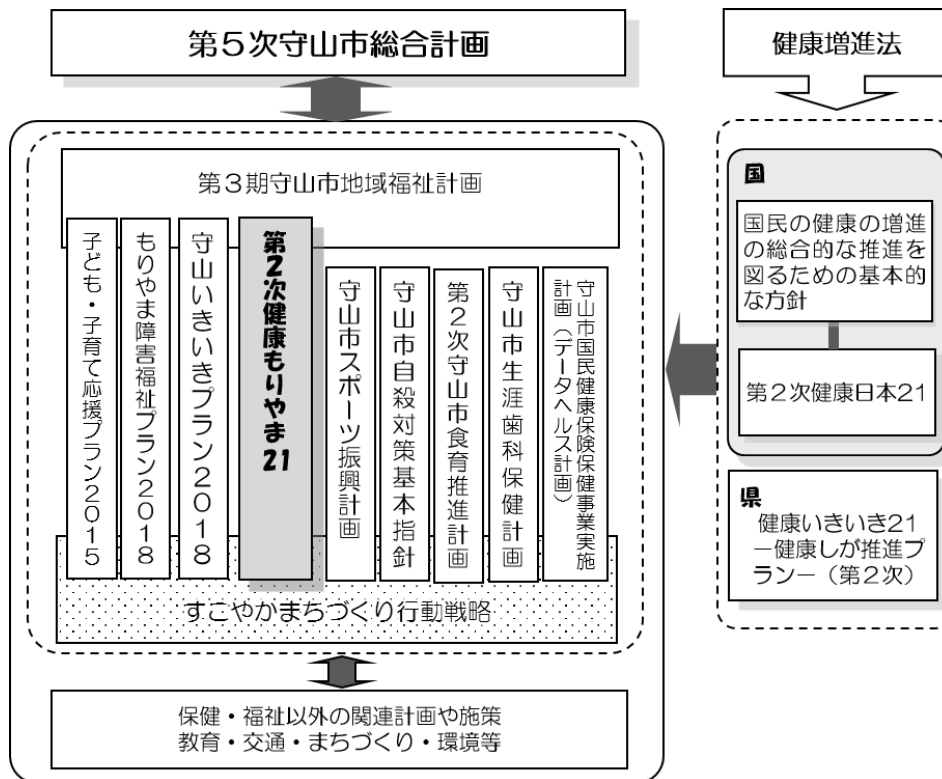 第５次守山市総合計画
健康増進法
第３期守山市地域福祉計画
子ども・子育て応援プラン２０１５
もりやま障害福祉プラン２０１８
守山いきいきプラン２０１８
第２次健康もりやま21
守山市スポーツ振興計画
守山市自殺対策基本指針
第２次守山市食育推進計画
守山市生涯歯科保健計画
守山市国民健康保険保健事業実施
計画（データヘルス計画）
すこやかまちづくり行動戦略
保健・福祉以外の関連計画や施策
教育・交通・まちづくり・環境等
国
国民の健康の増進
の総合的な推進を
図るための基本的
な方針
第２次健康日本21
県
健康いきいき21
－健康しが推進プ
ラン－（第２次）